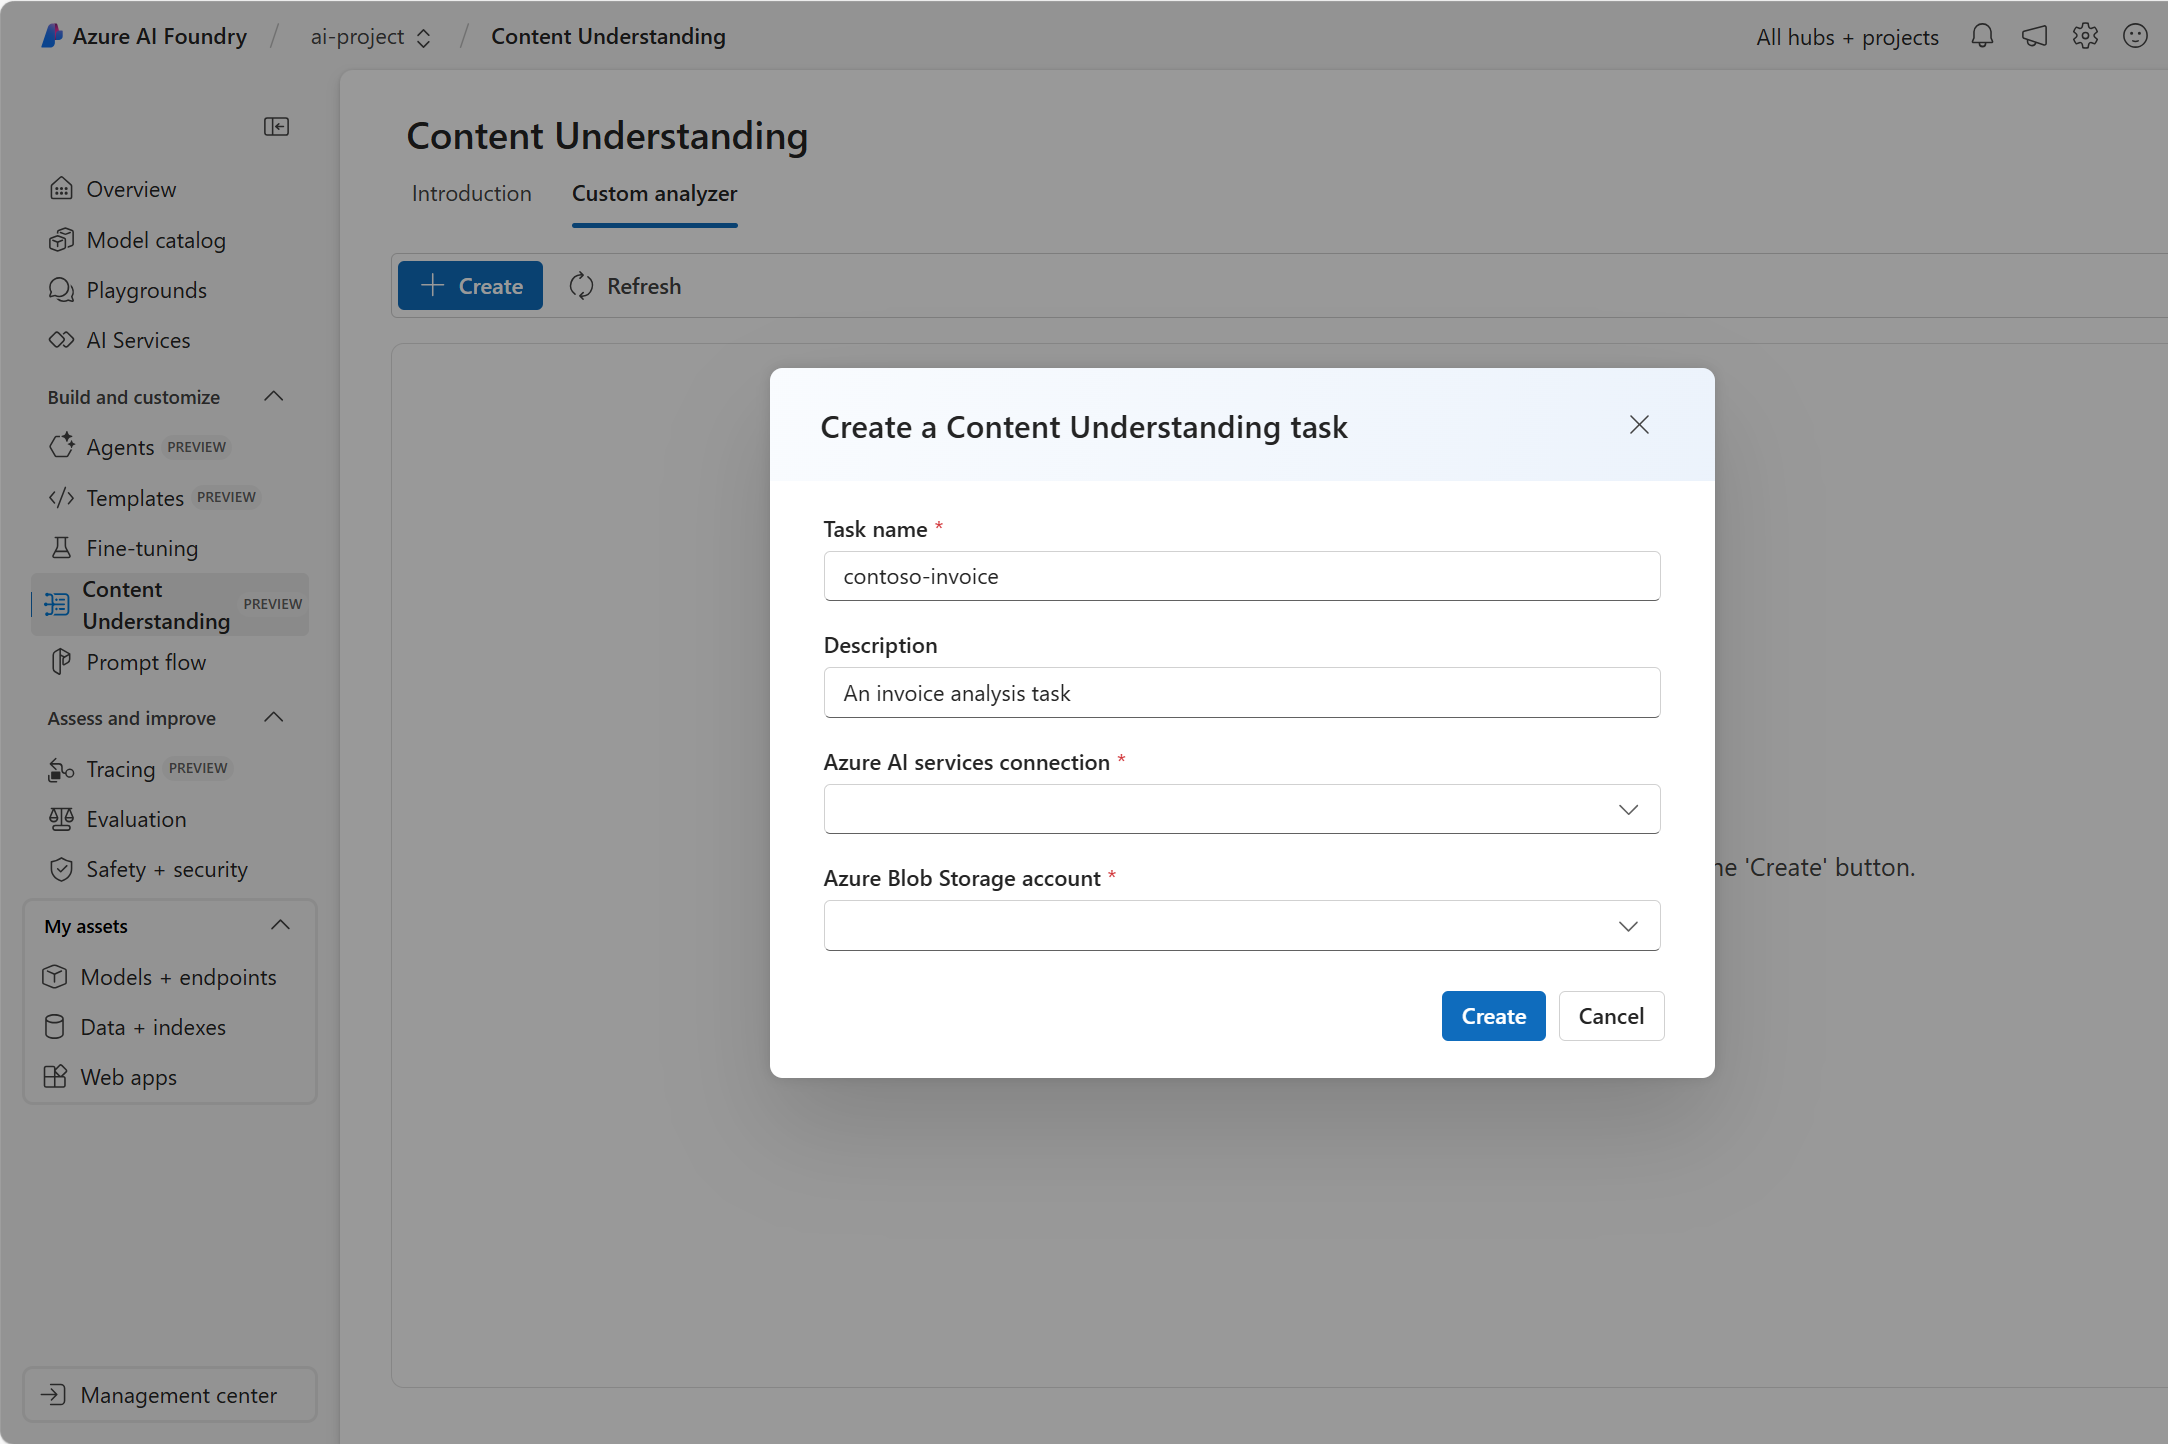 Azure AI Foundry / ai-project / Content Understanding
All hubs + projects
Overview
Model catalog
Playgrounds
AI Services
Build and customize
Agents PREVIEW
Templates PREVIEW
Fine-tuning
Content
Understanding PREVIEW
Prompt flow
Assess and improve
Tracing PREVIEW
Evaluation
Safety + security
My assets
Models + endpoints
Data + indexes
Web apps
Management center
Content Understanding
Introduction
Custom analyzer
Create
Refresh
Create a Content Understanding task
Task name *
contoso-invoice
Description
An invoice analysis task
Azure AI services connection *
Azure Blob Storage account *
Create
Cancel
'Create' button.